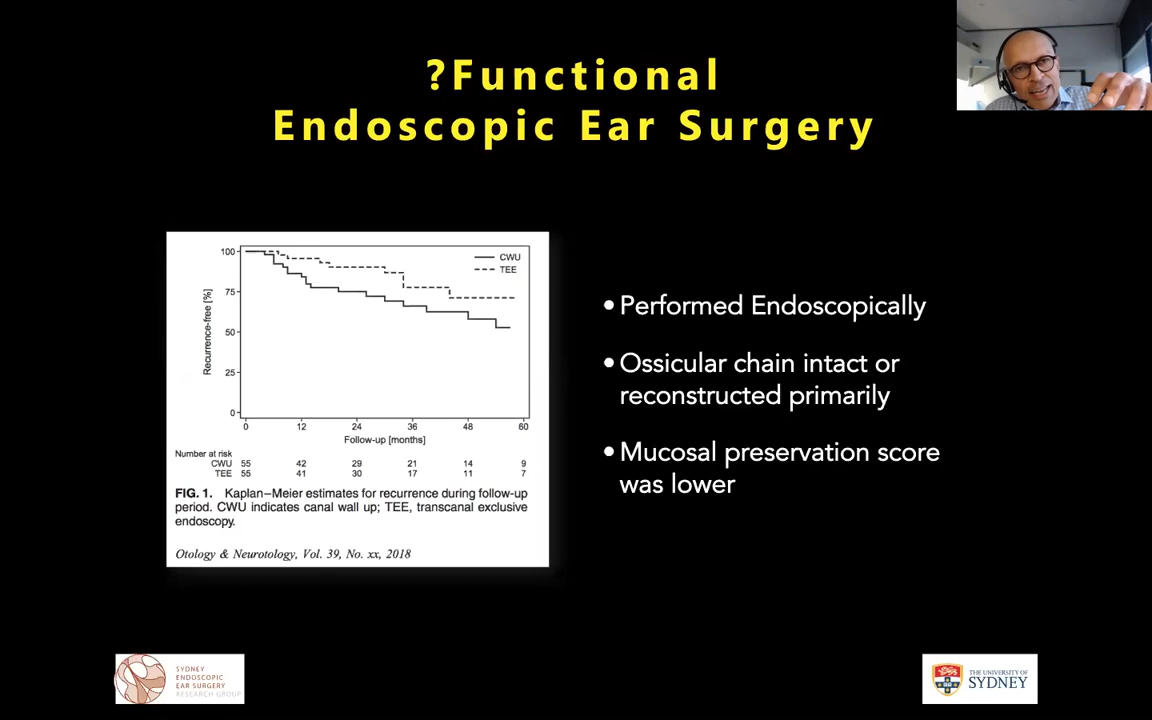 ?Functional
Endoscopic Ear Surgery
100
75
50
25
0
Recurrence-free [%]
CWU
TEE
0 12 24 36 48 60
Follow-up [months]
Number at risk
CWU 55 42 29 21 14 9
TEE 55 41 30 17 11 7
FIG. 1. Kaplan–Meier estimates for recurrence during follow-up
period. CWU indicates canal wall up; TEE, transcanal exclusive
endoscopy.
Otology & Neurotology, Vol. 39, No. xx, 2018
•Performed Endoscopically
•Ossicular chain intact or
reconstructed primarily
•Mucosal preservation score
was lower
SYDNEY
ENDOSCOPIC
EAR SURGERY
RESEARCH GROUP
THE UNIVERSITY OF
SYDNEY